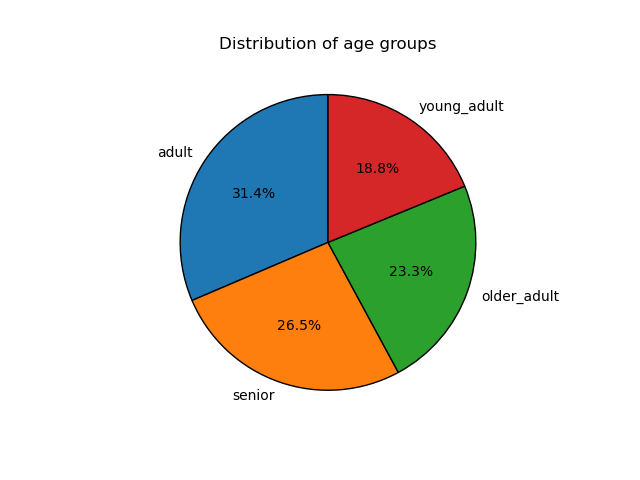 Distribution of age groups
young_adult
adult
18.8%
31.4%
23.3%
older_adult
26.5%
senior